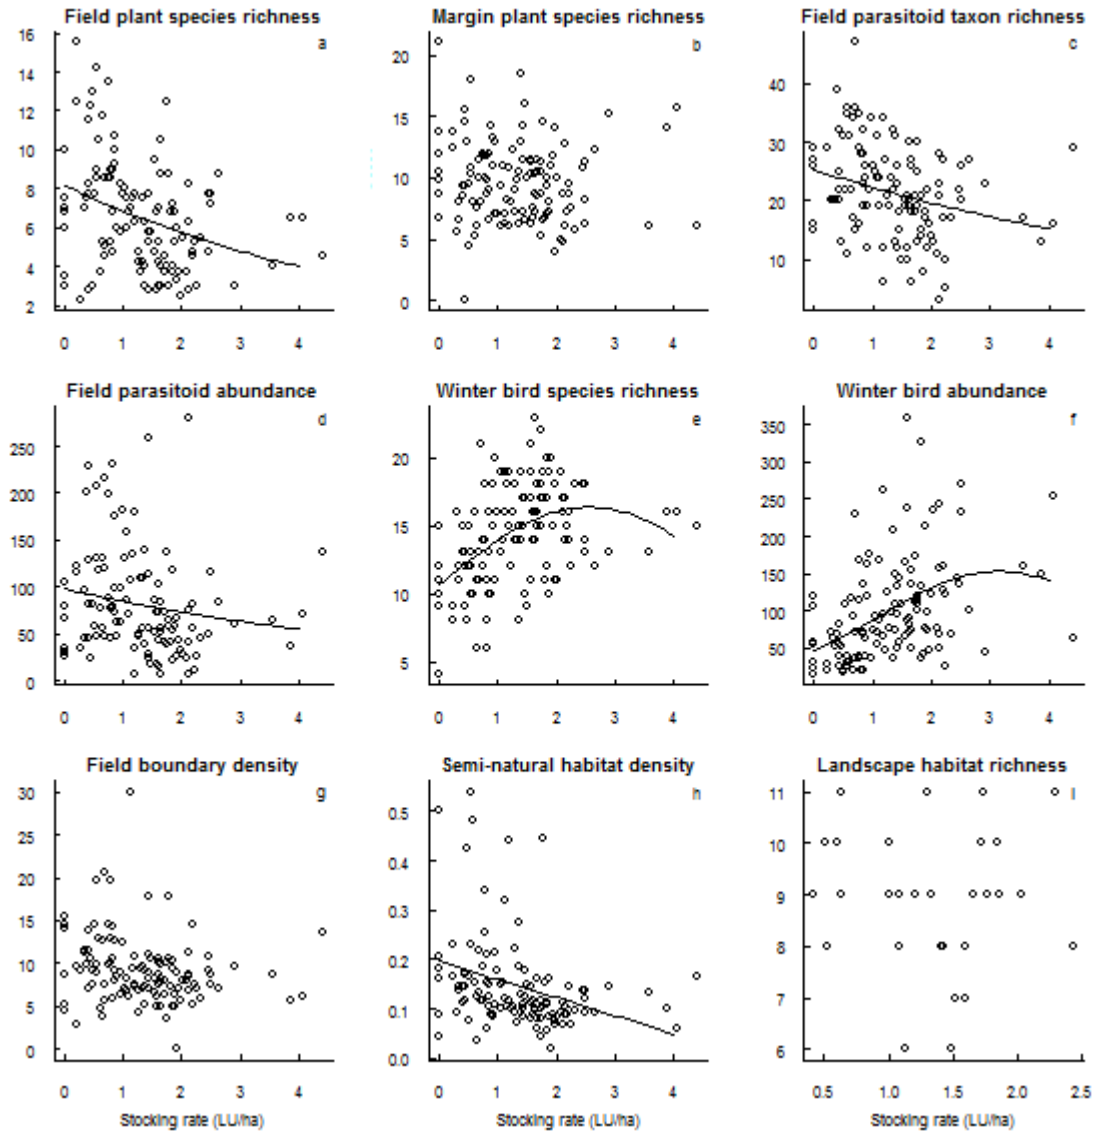 Field plant species richness
a
16
14
12
10
8
6
4
2
0 1 2 3 4
Margin plant species richness
b
20
15
10
5
0
0 1 2 3 4
Field parasitoid taxon richness
c
40
30
20
10
0 1 2 3 4
Field parasitoid abundance
d
250
200
150
100
50
0
0 1 2 3 4
Winter bird species richness
e
20
15
10
5
0 1 2 3 4
Winter bird abundance
f
350
300
250
200
150
100
50
0 1 2 3 4
Field boundary density
g
30
25
20
15
10
5
0
0 1 2 3 4
Stocking rate (LU/ha)
Semi-natural habitat density
h
0.5
0.4
0.3
0.2
0.1
0.0
0 1 2 3 4
Stocking rate (LU/ha)
Landscape habitat richness
i
11
10
9
8
7
6
0.5 1.0 1.5 2.0 2.5
Stocking rate (LU/ha)